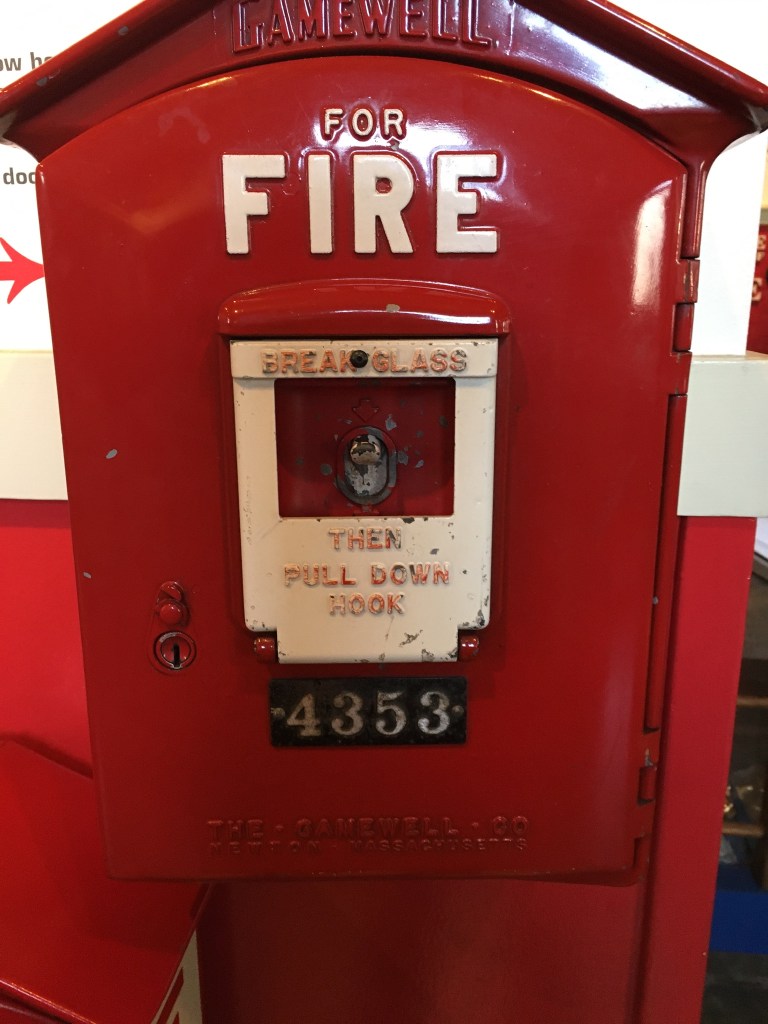 GAMEWELL
FOR
FIRE
BREAK GLASS
THEN
PULL DOWN
HOOK
4353
THE · GAMEWELL · CO
NEWTON · MASSACHUSETTS